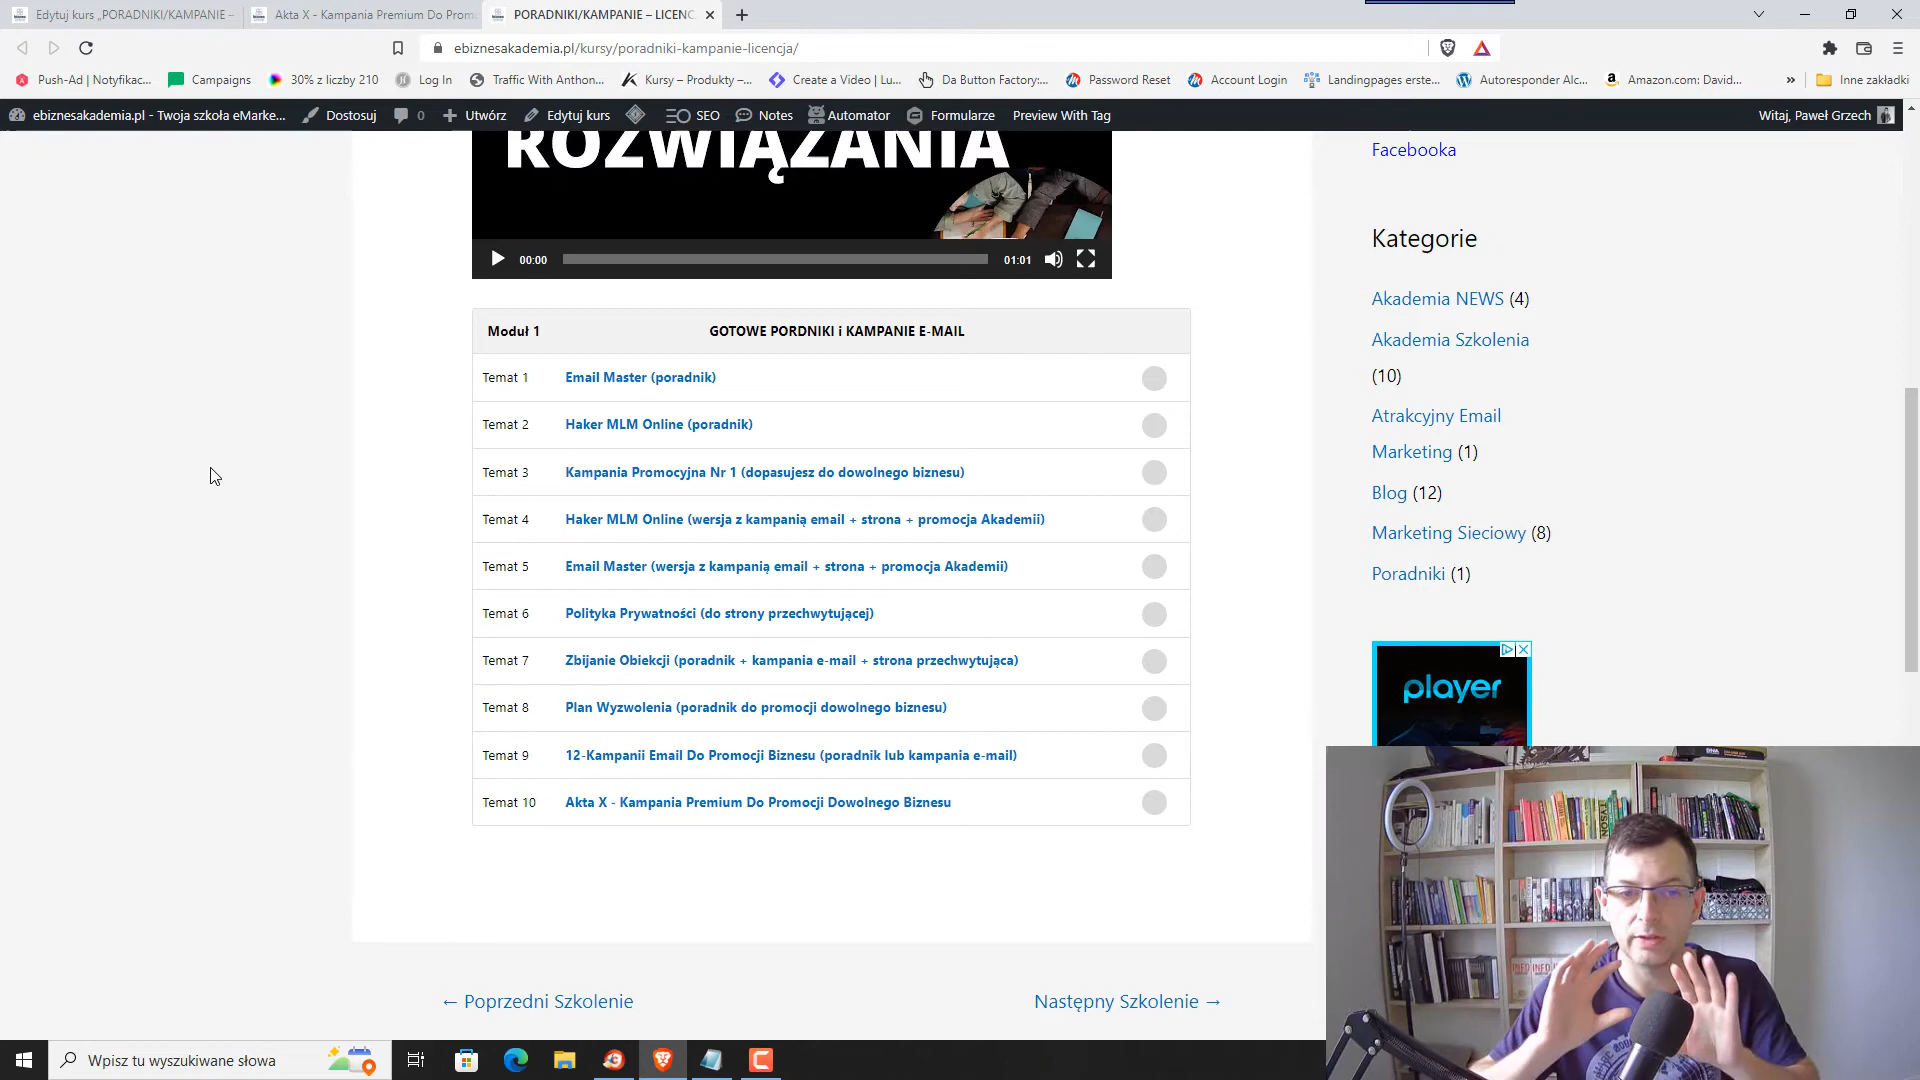 Edytuj kurs „PORADNIKI/KAMPANIE –
Akta X - Kampania Premium Do Prom
PORADNIKI/KAMPANIE – LICENC
ebiznesakademia.pl/kursy/poradniki-kampanie-licencja/
Push-Ad | Notyfikac...
Campaigns
30% z liczby 210
Log In
Traffic With Anthon...
Kursy – Produkty –...
Create a Video | Lu...
Da Button Factory:...
Password Reset
Account Login
Landingpages erste...
Autoresponder Alc...
Amazon.com: David...
»
Inne zakładki
ebiznesakademia.pl - Twoja szkoła eMarke...
Dostosuj
0
Utwórz
Edytuj kurs
SEO
Notes
Automator
Formularze
Preview With Tag
Witaj, Paweł Grzech
ROZWIĄZANIA
00:00
01:01
Moduł 1 GOTOWE PORDNIKI i KAMPANIE E-MAIL
Temat 1 Email Master (poradnik)
Temat 2 Haker MLM Online (poradnik)
Temat 3 Kampania Promocyjna Nr 1 (dopasujesz do dowolnego biznesu)
Temat 4 Haker MLM Online (wersja z kampanią email + strona + promocja Akademii)
Temat 5 Email Master (wersja z kampanią email + strona + promocja Akademii)
Temat 6 Polityka Prywatności (do strony przechwytującej)
Temat 7 Zbijanie Obiekcji (poradnik + kampania e-mail + strona przechwytująca)
Temat 8 Plan Wyzwolenia (poradnik do promocji dowolnego biznesu)
Temat 9 12-Kampanii Email Do Promocji Biznesu (poradnik lub kampania e-mail)
Temat 10 Akta X - Kampania Premium Do Promocji Dowolnego Biznesu
← Poprzedni Szkolenie
Następny Szkolenie →
Facebooka
Kategorie
Akademia NEWS (4)
Akademia Szkolenia
(10)
Atrakcyjny Email
Marketing (1)
Blog (12)
Marketing Sieciowy (8)
Poradniki (1)
player
Wpisz tu wyszukiwane słowa